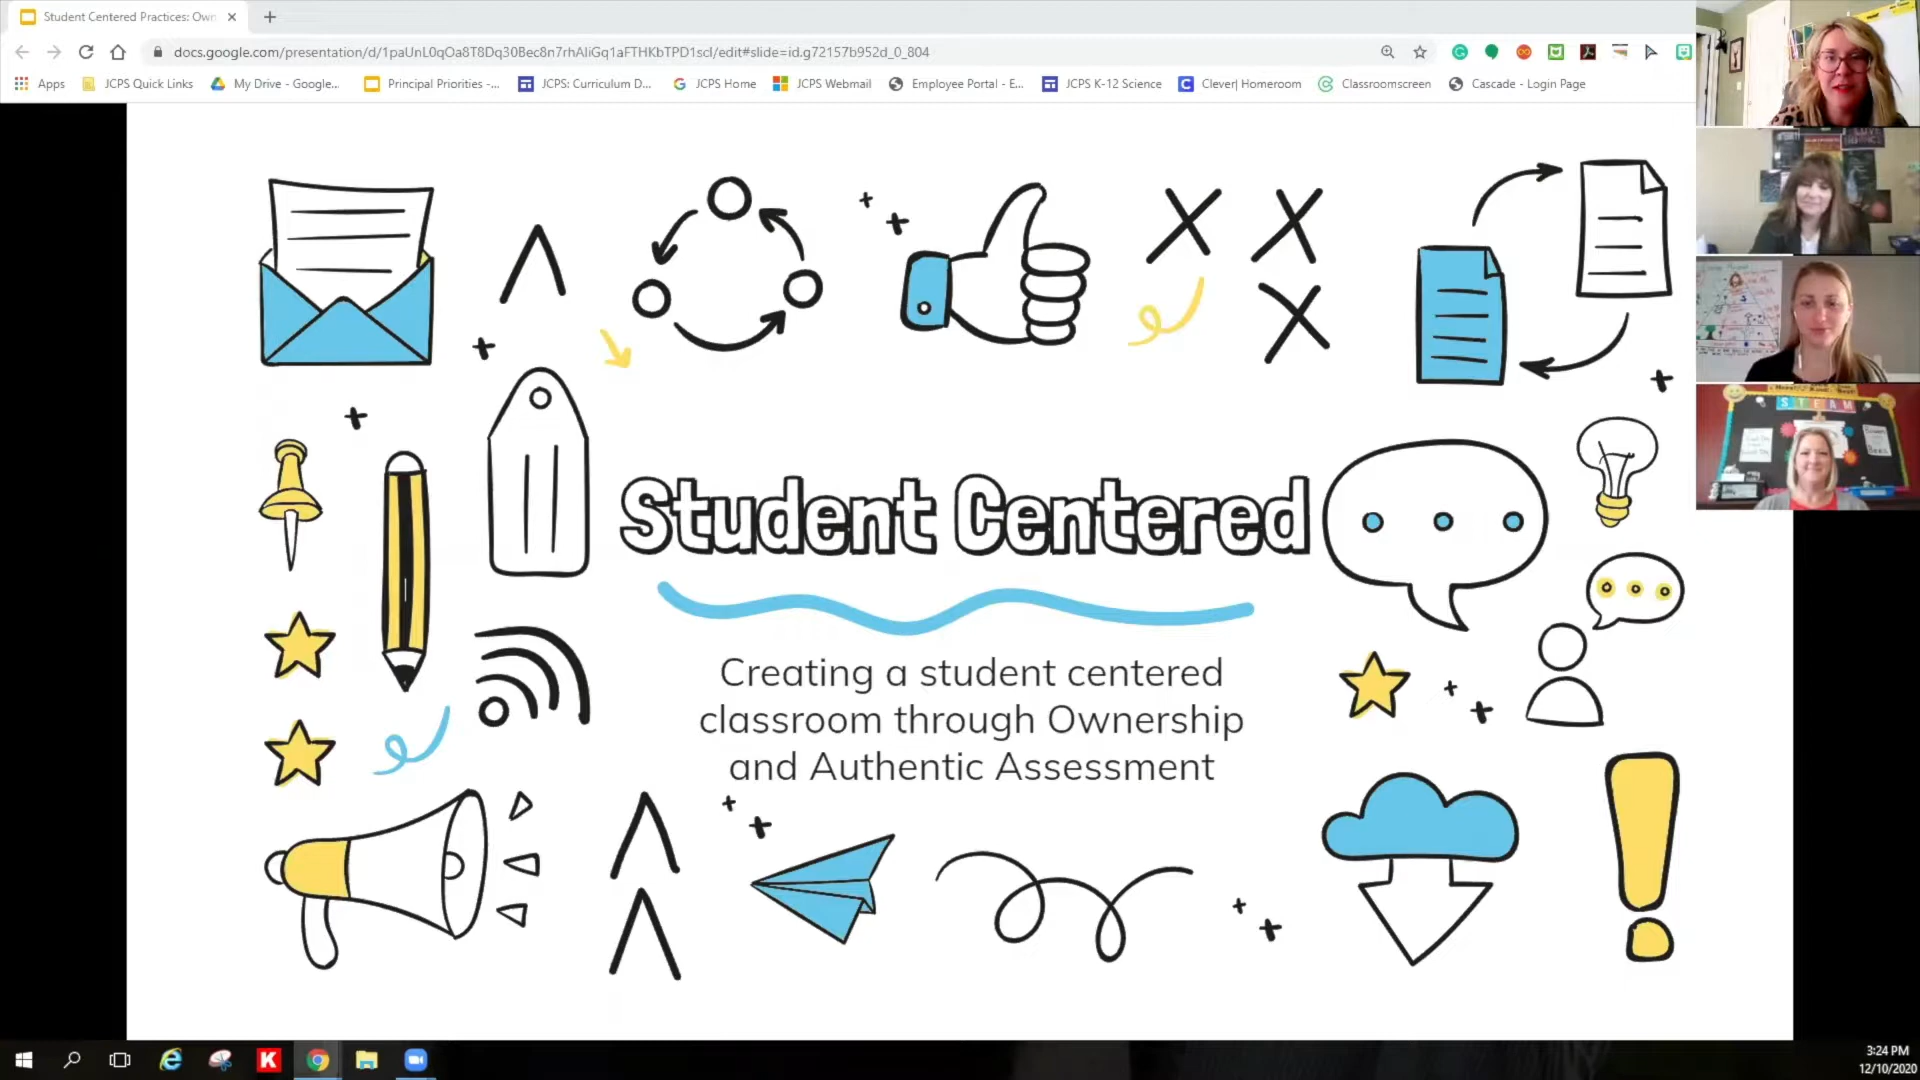 Student Centered Practices: Own
docs.google.com/presentation/d/1paUnL0qOa8T8Dq30Bec8n7rhAliGq1aFTHKbTPD1scI/edit#slide=id.g72157b952d_0_804
Apps
JCPS Quick Links
My Drive - Google...
Principal Priorities -...
JCPS: Curriculum D...
JCPS Home
JCPS Webmail
Employee Portal - E...
JCPS K-12 Science
Clever| Homeroom
Classroomscreen
Cascade - Login Page
STEAM
Student Centered
Creating a student centered
classroom through Ownership
and Authentic Assessment
3:24 PM
12/10/2020